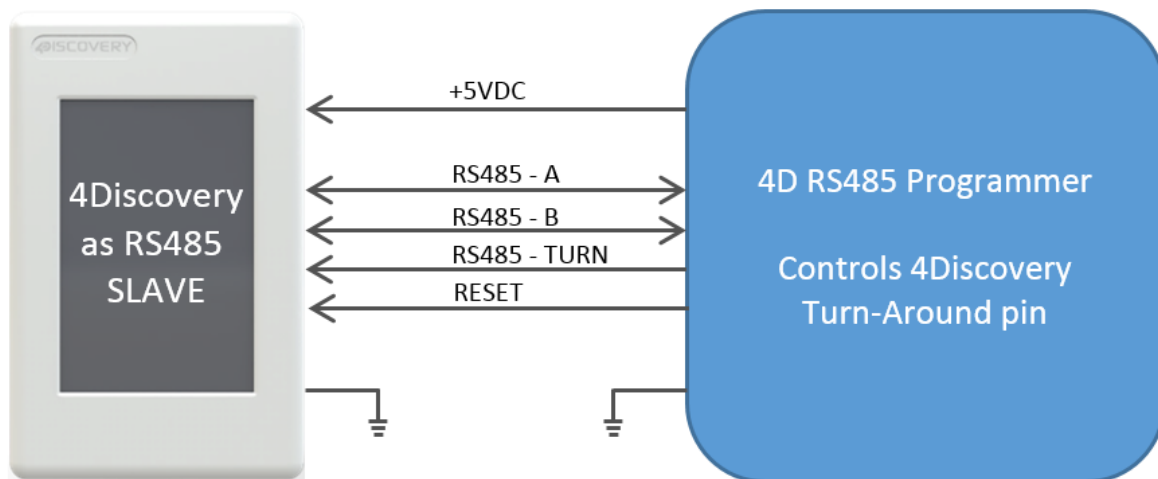 4DISCOVERY
4Discovery
as RS485
SLAVE
+5VDC
RS485 - A
RS485 - B
RS485 - TURN
RESET
4D RS485 Programmer
Controls 4Discovery
Turn-Around pin